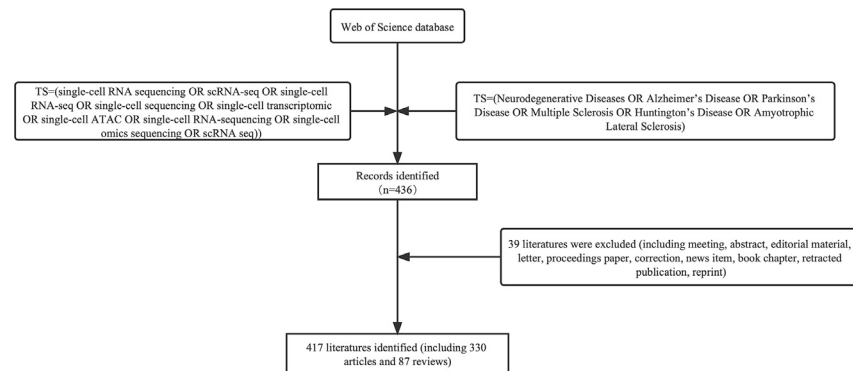 Web of Science database
TS=(single-cell RNA sequencing OR scRNA-seq OR single-cell
RNA-seq OR single-cell sequencing OR single-cell transcriptomic
OR single-cell ATAC OR single-cell RNA-sequencing OR single-cell
omics sequencing OR scRNA seq))
TS=(Neurodegenerative Diseases OR Alzheimer's Disease OR Parkinson's
Disease OR Multiple Sclerosis OR Huntington's Disease OR Amyotrophic
Lateral Sclerosis)
Records identified
(n=436)
39 literatures were excluded (including meeting, abstract, editorial material,
letter, proceedings paper, correction, news item, book chapter, retracted
publication, reprint)
417 literatures identified (including 330
articles and 87 reviews)